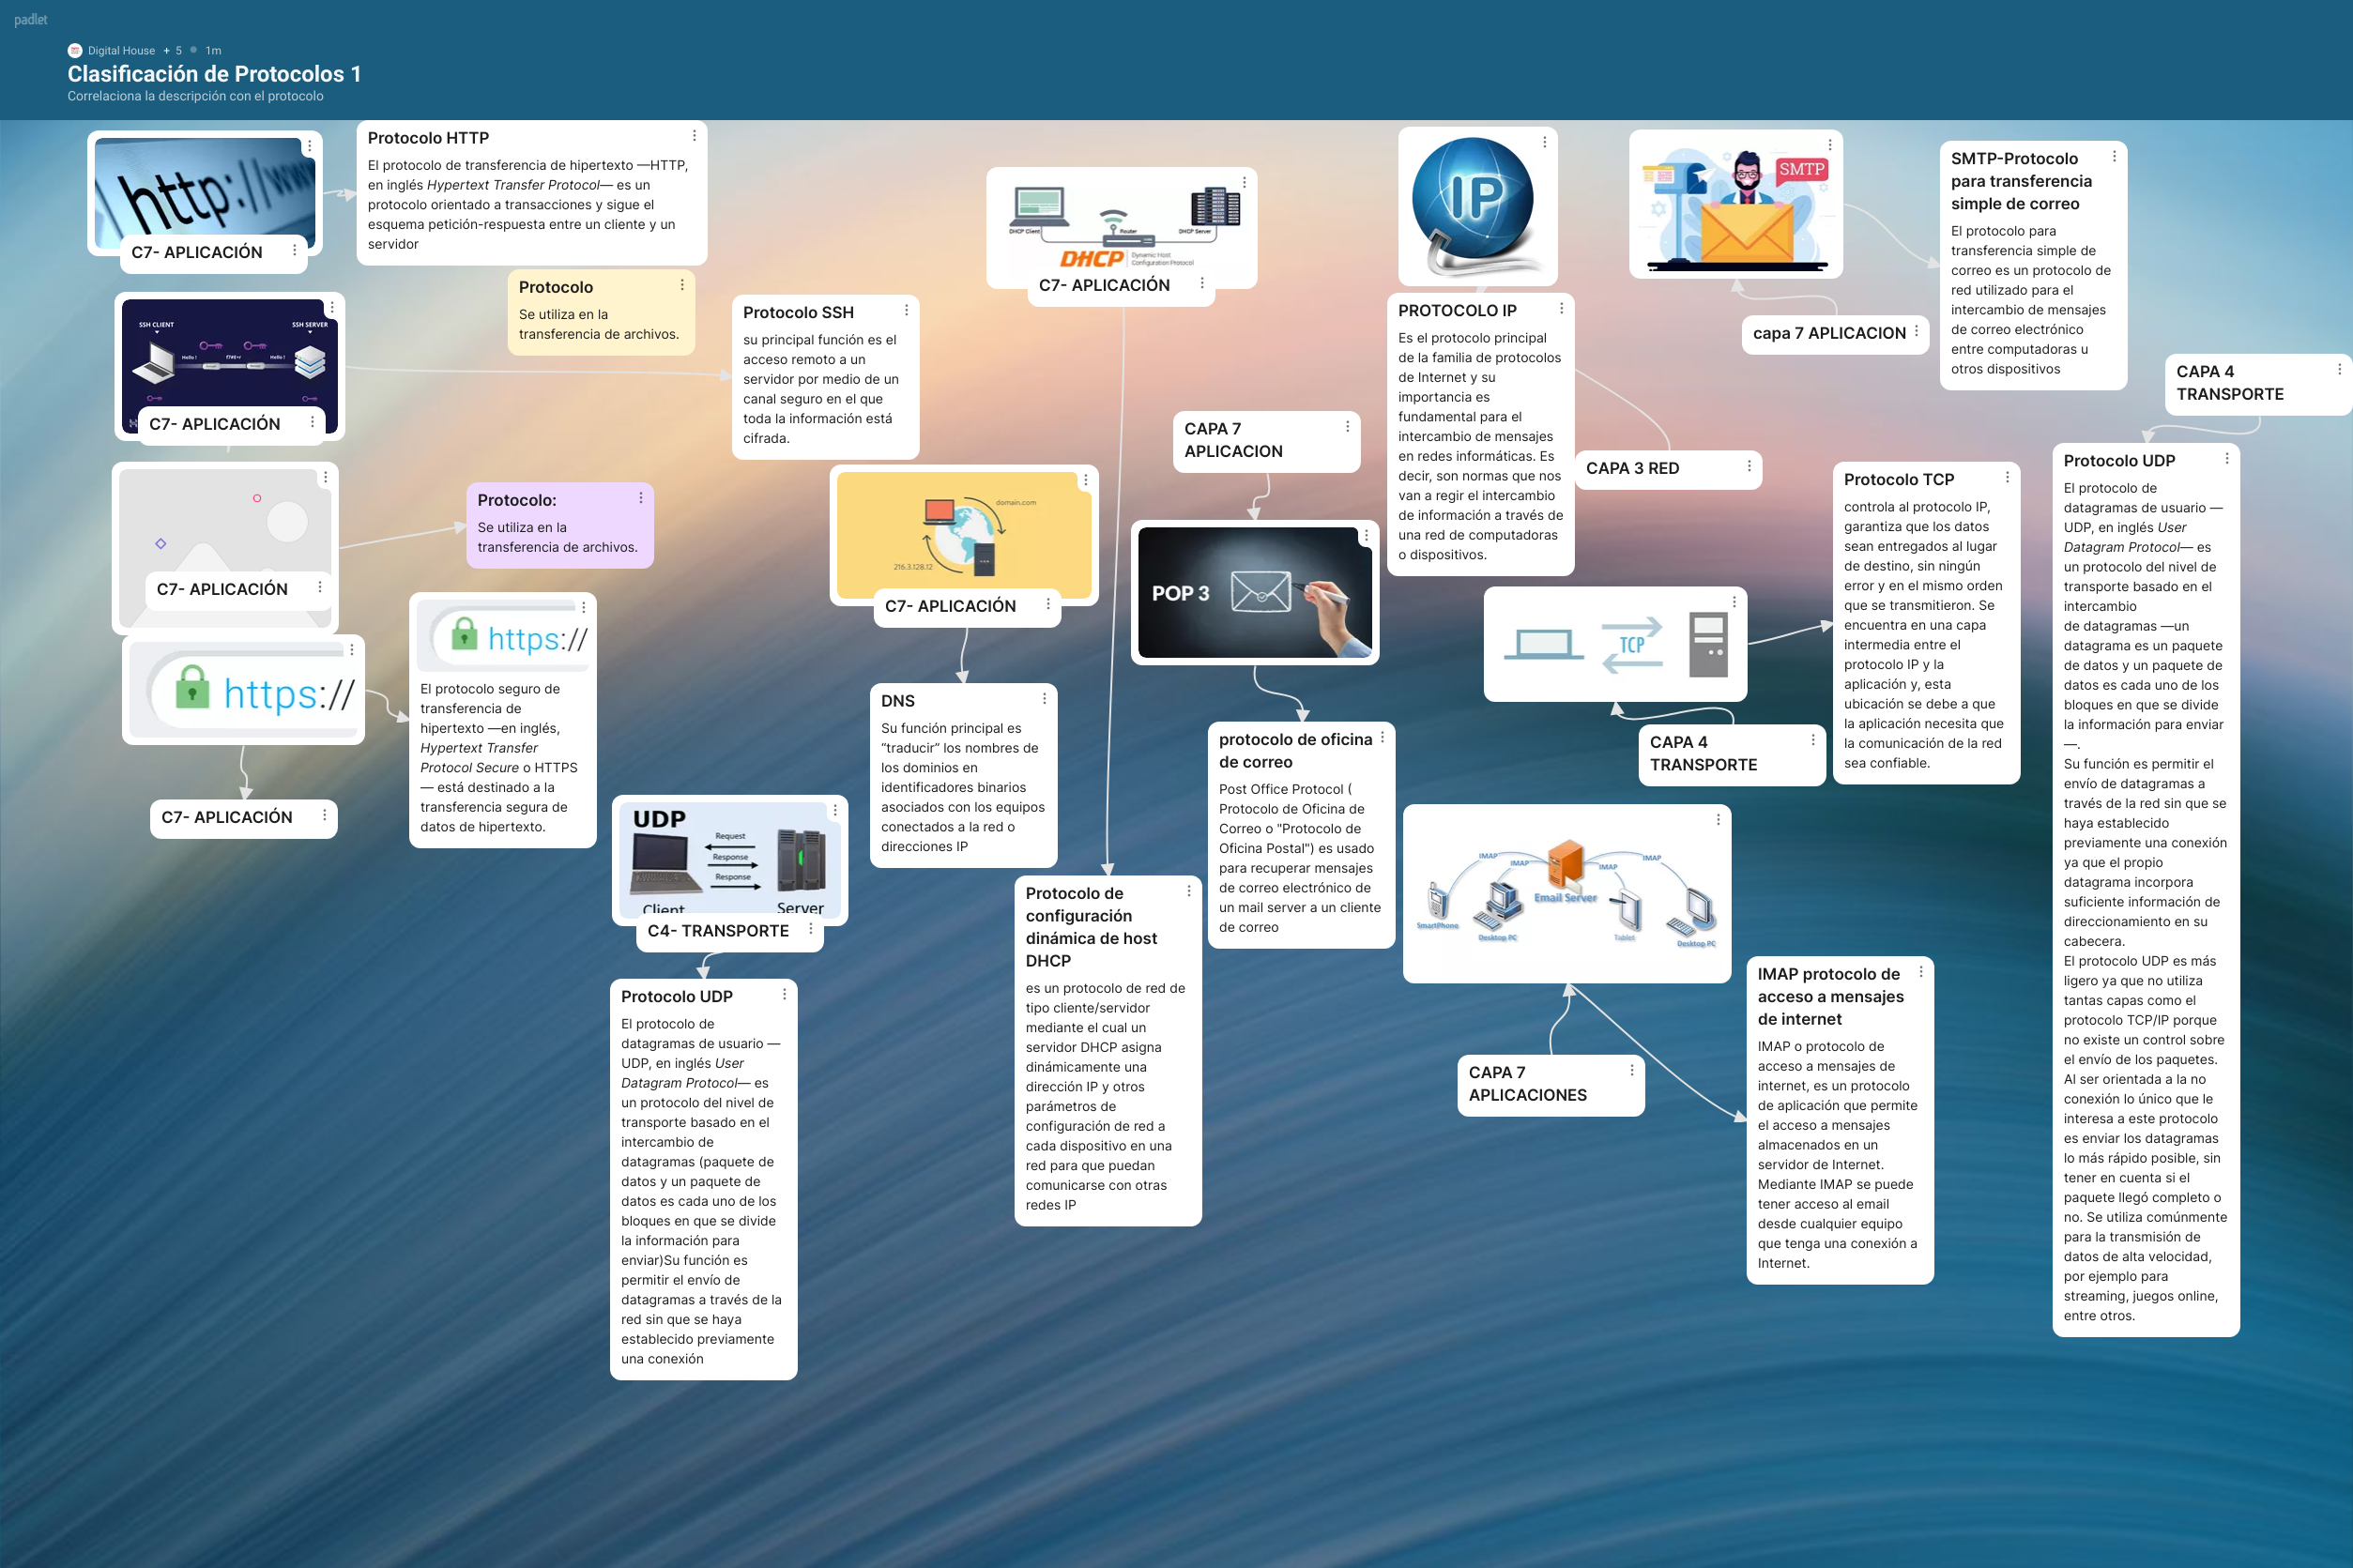 padlet
Digital House + 5 1m
Clasificación de Protocolos 1
Correlaciona la descripción con el protocolo
http://www
C7- APLICACIÓN
Protocolo HTTP
El protocolo de transferencia de hipertexto —HTTP,
en inglés Hypertext Transfer Protocol— es un
protocolo orientado a transacciones y sigue el
esquema petición-respuesta entre un cliente y un
servidor
Protocolo
Se utiliza en la
transferencia de archivos.
SSH CLIENT
SSH SERVER
Hello !
Hello !
C7- APLICACIÓN
Protocolo SSH
su principal función es el
acceso remoto a un
servidor por medio de un
canal seguro en el que
toda la información está
cifrada.
C7- APLICACIÓN
Protocolo:
Se utiliza en la
transferencia de archivos.
https://
C7- APLICACIÓN
https://
El protocolo seguro de
transferencia de
hipertexto —en inglés,
Hypertext Transfer
Protocol Secure o HTTPS
— está destinado a la
transferencia segura de
datos de hipertexto.
UDP
Request
Response
Response
Client
Server
C4- TRANSPORTE
Protocolo UDP
El protocolo de
datagramas de usuario —
UDP, en inglés User
Datagram Protocol— es
un protocolo del nivel de
transporte basado en el
intercambio de
datagramas (paquete de
datos y un paquete de
datos es cada uno de los
bloques en que se divide
la información para
enviar)Su función es
permitir el envío de
datagramas a través de la
red sin que se haya
establecido previamente
una conexión
domain.com
216.3.128.12
C7- APLICACIÓN
DNS
Su función principal es
“traducir” los nombres de
los dominios en
identificadores binarios
asociados con los equipos
conectados a la red o
direcciones IP
DHCP Client
Router
DHCP Server
DHCP
Dynamic Host
Configuration Protocol
C7- APLICACIÓN
Protocolo de
configuración
dinámica de host
DHCP
es un protocolo de red de
tipo cliente/servidor
mediante el cual un
servidor DHCP asigna
dinámicamente una
dirección IP y otros
parámetros de
configuración de red a
cada dispositivo en una
red para que puedan
comunicarse con otras
redes IP
CAPA 7
APLICACION
POP 3
protocolo de oficina
de correo
Post Office Protocol (
Protocolo de Oficina de
Correo o "Protocolo de
Oficina Postal") es usado
para recuperar mensajes
de correo electrónico de
un mail server a un cliente
de correo
IP
PROTOCOLO IP
Es el protocolo principal
de la familia de protocolos
de Internet y su
importancia es
fundamental para el
intercambio de mensajes
en redes informáticas. Es
decir, son normas que nos
van a regir el intercambio
de información a través de
una red de computadoras
o dispositivos.
CAPA 3 RED
SMTP
capa 7 APLICACION
SMTP-Protocolo
para transferencia
simple de correo
El protocolo para
transferencia simple de
correo es un protocolo de
red utilizado para el
intercambio de mensajes
de correo electrónico
entre computadoras u
otros dispositivos
TCP
CAPA 4
TRANSPORTE
Protocolo TCP
controla al protocolo IP,
garantiza que los datos
sean entregados al lugar
de destino, sin ningún
error y en el mismo orden
que se transmitieron. Se
encuentra en una capa
intermedia entre el
protocolo IP y la
aplicación y, esta
ubicación se debe a que
la aplicación necesita que
la comunicación de la red
sea confiable.
IMAP
IMAP
IMAP
IMAP
Email Server
SmartPhone
Desktop PC
Tablet
Desktop PC
CAPA 7
APLICACIONES
IMAP protocolo de
acceso a mensajes
de internet
IMAP o protocolo de
acceso a mensajes de
internet, es un protocolo
de aplicación que permite
el acceso a mensajes
almacenados en un
servidor de Internet.
Mediante IMAP se puede
tener acceso al email
desde cualquier equipo
que tenga una conexión a
Internet.
CAPA 4
TRANSPORTE
Protocolo UDP
El protocolo de
datagramas de usuario —
UDP, en inglés User
Datagram Protocol— es
un protocolo del nivel de
transporte basado en el
intercambio
de datagramas —un
datagrama es un paquete
de datos y un paquete de
datos es cada uno de los
bloques en que se divide
la información para enviar
—.
Su función es permitir el
envío de datagramas a
través de la red sin que se
haya establecido
previamente una conexión
ya que el propio
datagrama incorpora
suficiente información de
direccionamiento en su
cabecera.
El protocolo UDP es más
ligero ya que no utiliza
tantas capas como el
protocolo TCP/IP porque
no existe un control sobre
el envío de los paquetes.
Al ser orientada a la no
conexión lo único que le
interesa a este protocolo
es enviar los datagramas
lo más rápido posible, sin
tener en cuenta si el
paquete llegó completo o
no. Se utiliza comúnmente
para la transmisión de
datos de alta velocidad,
por ejemplo para
streaming, juegos online,
entre otros.